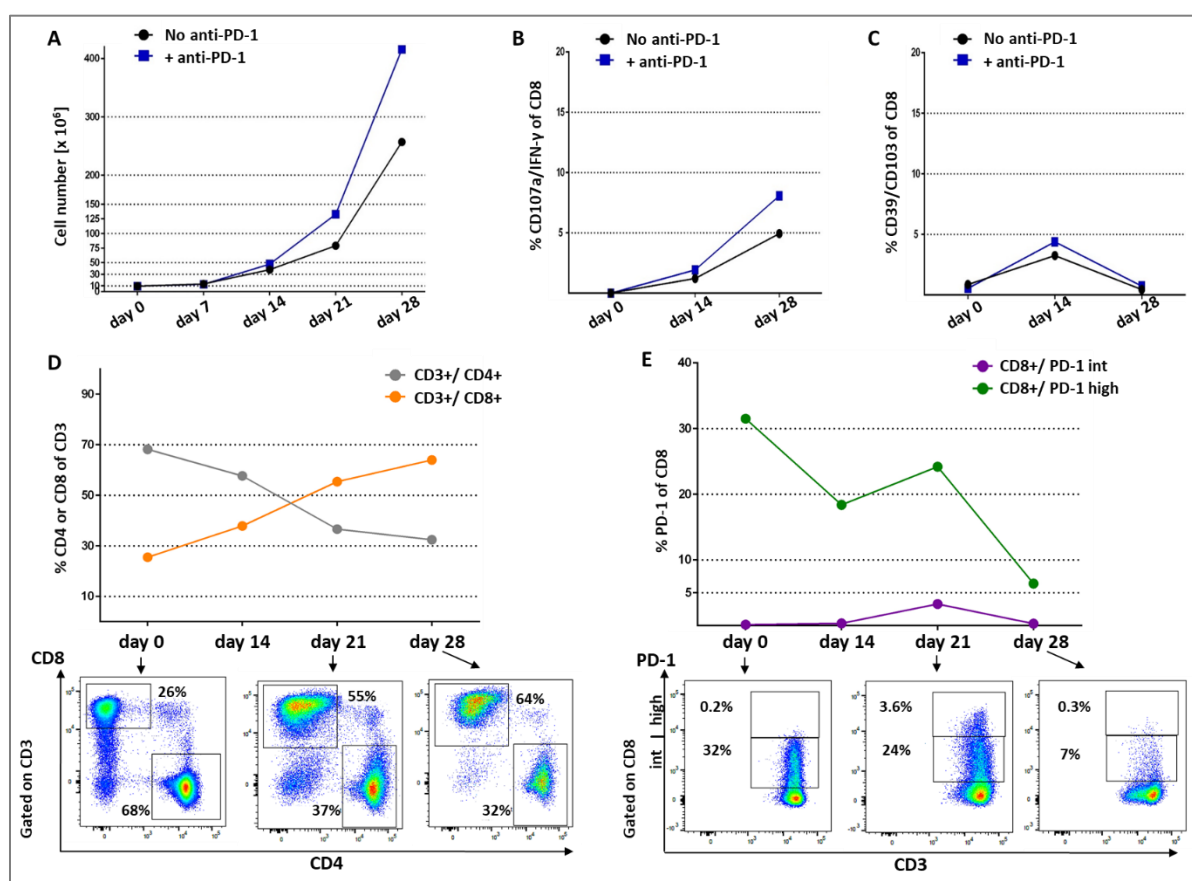 A
No anti-PD-1
+ anti-PD-1
Cell number [x 10⁶]
400
300
200
150
125
100
75
50
30
10
0
day 0
day 7
day 14
day 21
day 28
B
No anti-PD-1
+ anti-PD-1
% CD107a/IFN-γ of CD8
20
15
10
5
day 0
day 14
day 28
C
No anti-PD-1
+ anti-PD-1
% CD39/CD103 of CD8
20
15
10
5
day 0
day 14
day 28
D
CD3+/ CD4+
CD3+/ CD8+
% CD4 or CD8 of CD3
90
70
50
30
10
day 0
day 14
day 21
day 28
CD8
Gated on CD3
26%
68%
55%
37%
64%
32%
CD4
E
CD8+/ PD-1 int
CD8+/ PD-1 high
% PD-1 of CD8
40
30
20
10
5
day 0
day 14
day 21
day 28
PD-1
Gated on CD8
int | high
0.2%
32%
3.6%
24%
0.3%
7%
CD3